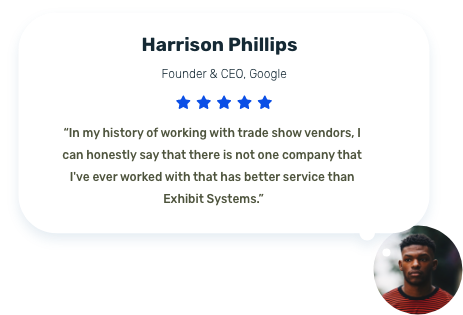 Harrison Phillips
Founder & CEO, Google
“In my history of working with trade show vendors, I
can honestly say that there is not one company that
I've ever worked with that has better service than
Exhibit Systems.”